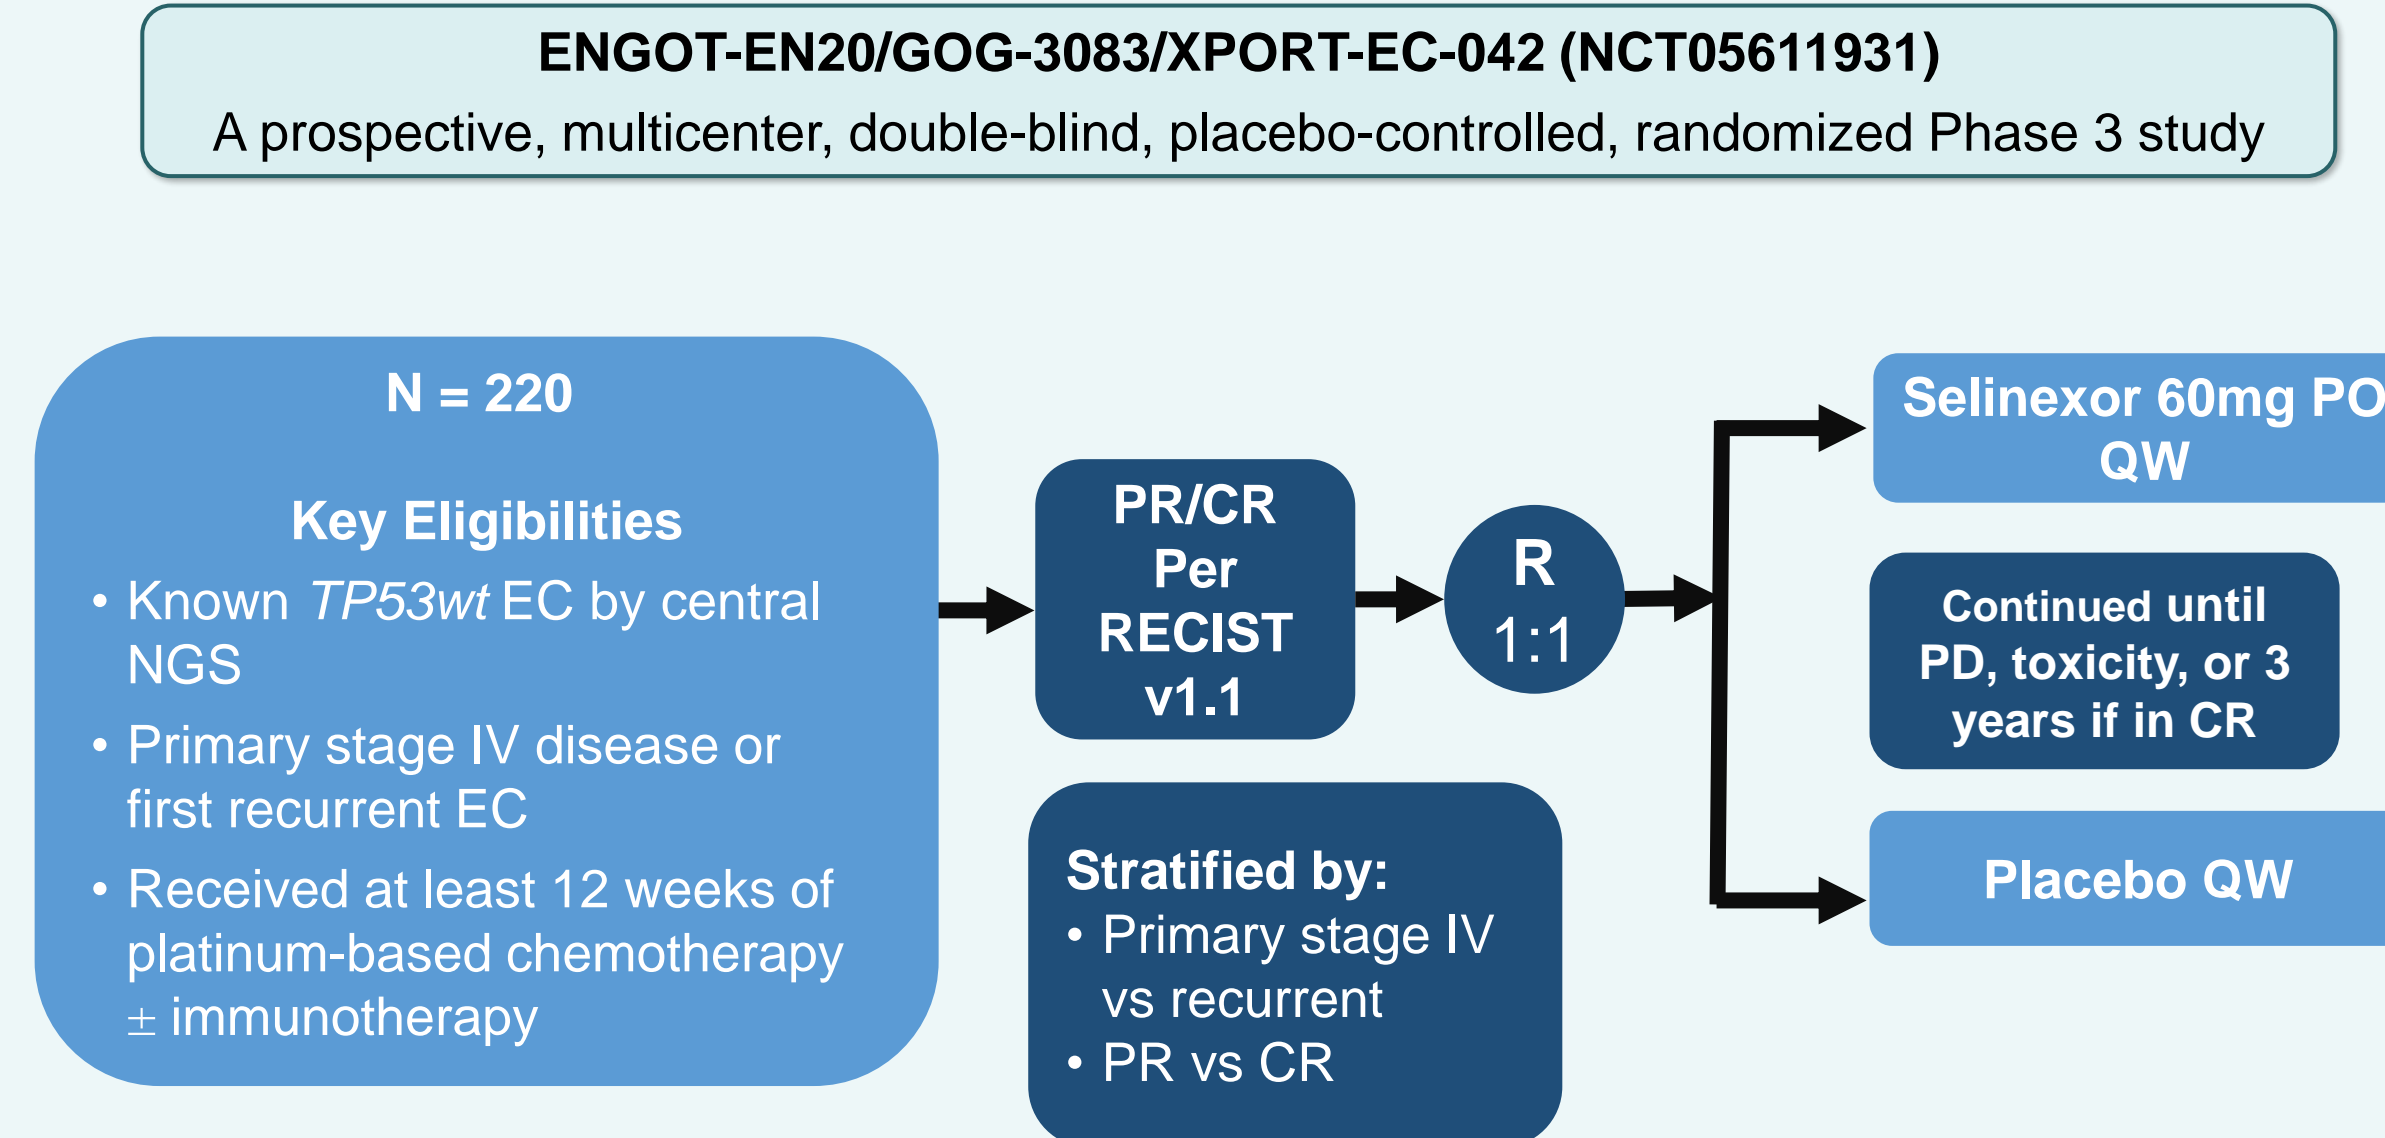 ENGOT-EN20/GOG-3083/XPORT-EC-042 (NCT05611931)
A prospective, multicenter, double-blind, placebo-controlled, randomized Phase 3 study
N = 220
Key Eligibilities
• Known TP53wt EC by central
NGS
• Primary stage IV disease or
first recurrent EC
• Received at least 12 weeks of
platinum-based chemotherapy
± immunotherapy
PR/CR
Per
RECIST
v1.1
Stratified by:
• Primary stage IV
vs recurrent
• PR vs CR
R
1:1
Selinexor 60mg PO
QW
Continued until
PD, toxicity, or 3
years if in CR
Placebo QW